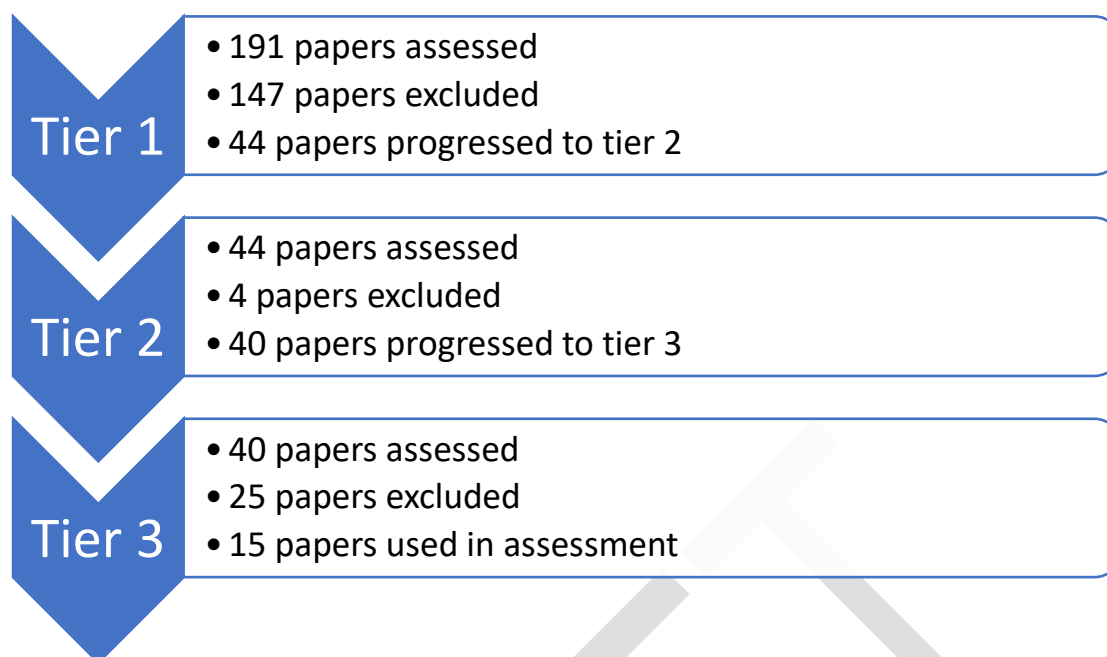 Tier 1
• 191 papers assessed
• 147 papers excluded
• 44 papers progressed to tier 2
Tier 2
• 44 papers assessed
• 4 papers excluded
• 40 papers progressed to tier 3
Tier 3
• 40 papers assessed
• 25 papers excluded
• 15 papers used in assessment